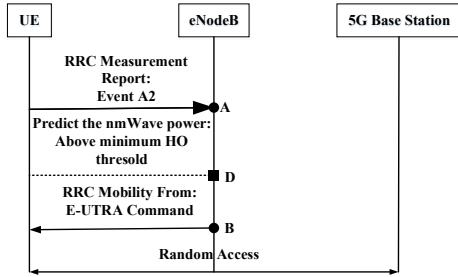 UE
eNodeB
5G Base Station
RRC Measurement
Report:
Event A2
A
Predict the nmWave power:
Above minimum HO
thresold
D
RRC Mobility From:
E-UTRA Command
B
Random Access